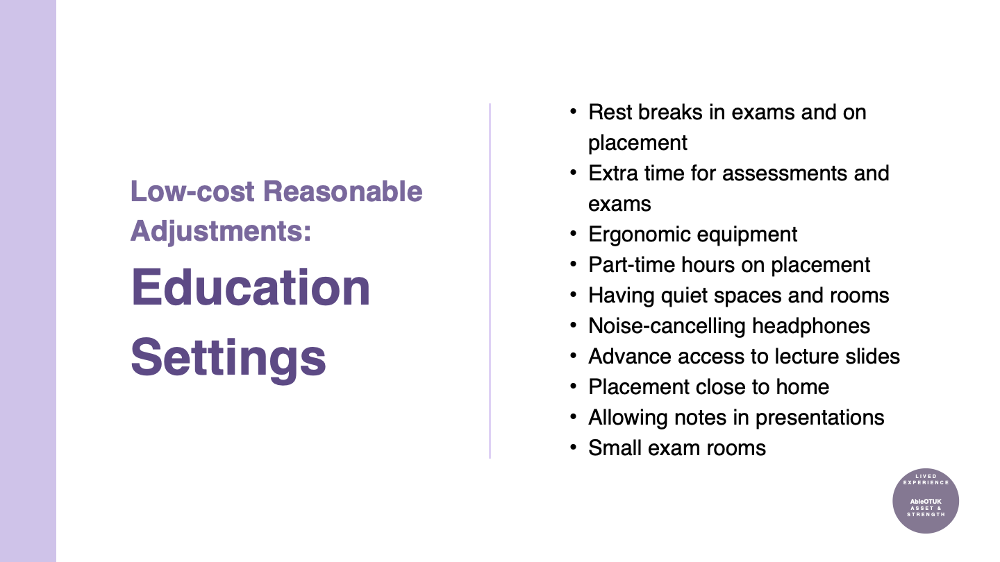 Low-cost Reasonable
Adjustments:
Education
Settings
• Rest breaks in exams and on
placement
• Extra time for assessments and
exams
• Ergonomic equipment
• Part-time hours on placement
• Having quiet spaces and rooms
• Noise-cancelling headphones
• Advance access to lecture slides
• Placement close to home
• Allowing notes in presentations
• Small exam rooms
LIVED
EXPERIENCE
AbleOTUK
ASSET &
STRENGTH